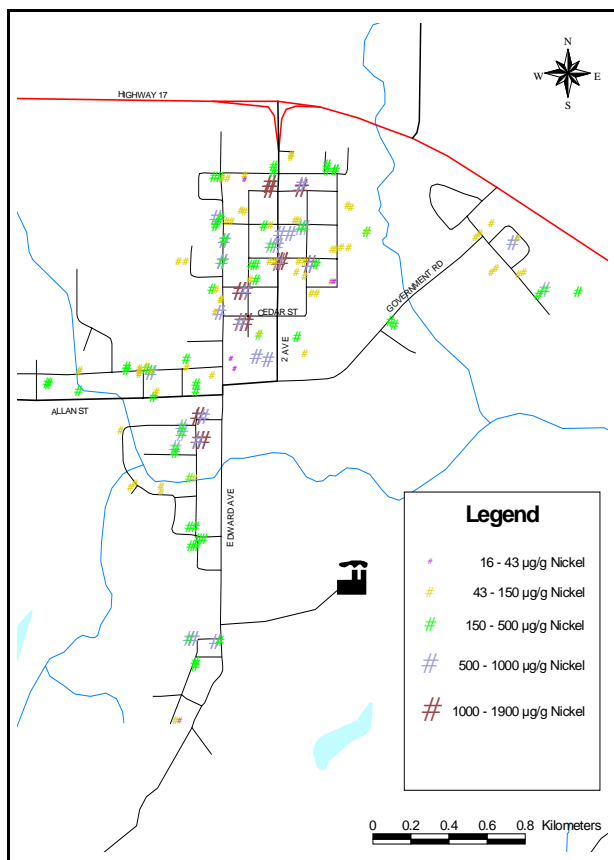 N
W E
S
HIGHWAY 17
GOVERNMENT RD
CEDAR ST
2 AVE
ALLAN ST
EDWARD AVE
Legend
# 16 - 43 µg/g Nickel
# 43 - 150 µg/g Nickel
# 150 - 500 µg/g Nickel
# 500 - 1000 µg/g Nickel
# 1000 - 1900 µg/g Nickel
0 0.2 0.4 0.6 0.8 Kilometers